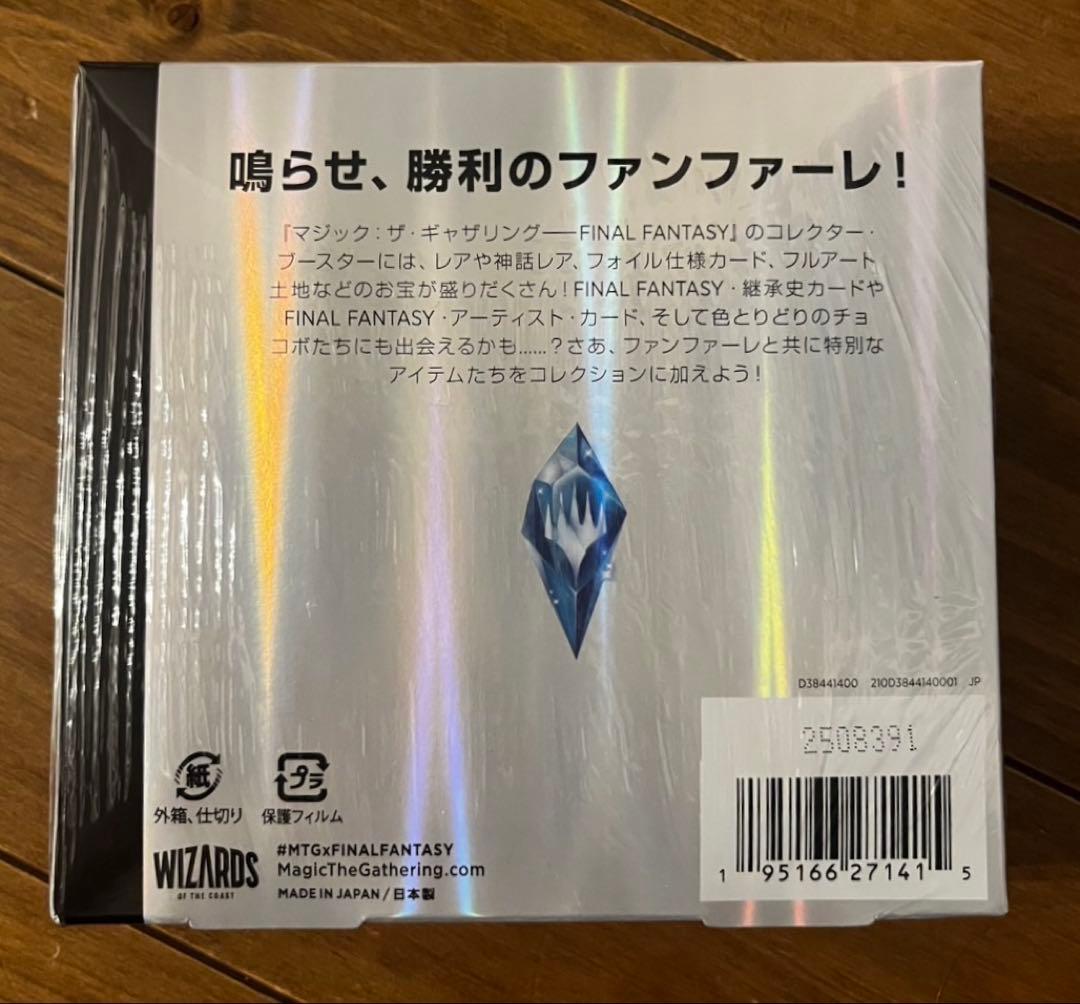 鳴らせ、勝利のファンファーレ！
『マジック：ザ・ギャザリング——FINAL FANTASY』のコレクター・
ブースターには、レアや神話レア、フォイル仕様カード、フルアート
土地などのお宝が盛りだくさん！FINAL FANTASY・継承史カードや
FINAL FANTASY・アーティスト・カード、そして色とりどりのチョ
コボたちにも出会えるかも……？さあ、ファンファーレと共に特別な
アイテムたちをコレクションに加えよう！
D38441400 210D3844140001 JP
2508391
紙
プラ
外箱、仕切り 保護フィルム
WIZARDS
OF THE COAST
#MTGxFINALFANTASY
MagicTheGathering.com
MADE IN JAPAN / 日本製
1 95166 27141 5